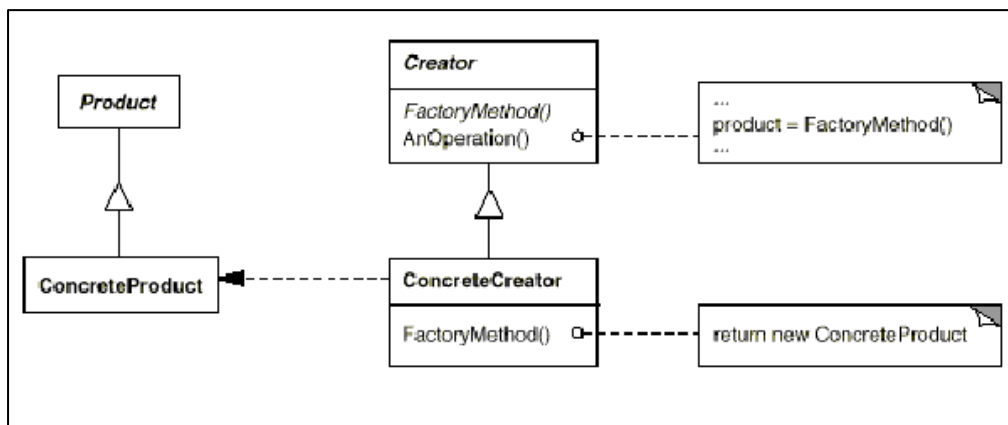 Product
ConcreteProduct
Creator
FactoryMethod()
AnOperation()
...
product = FactoryMethod()
...
ConcreteCreator
FactoryMethod()
return new ConcreteProduct